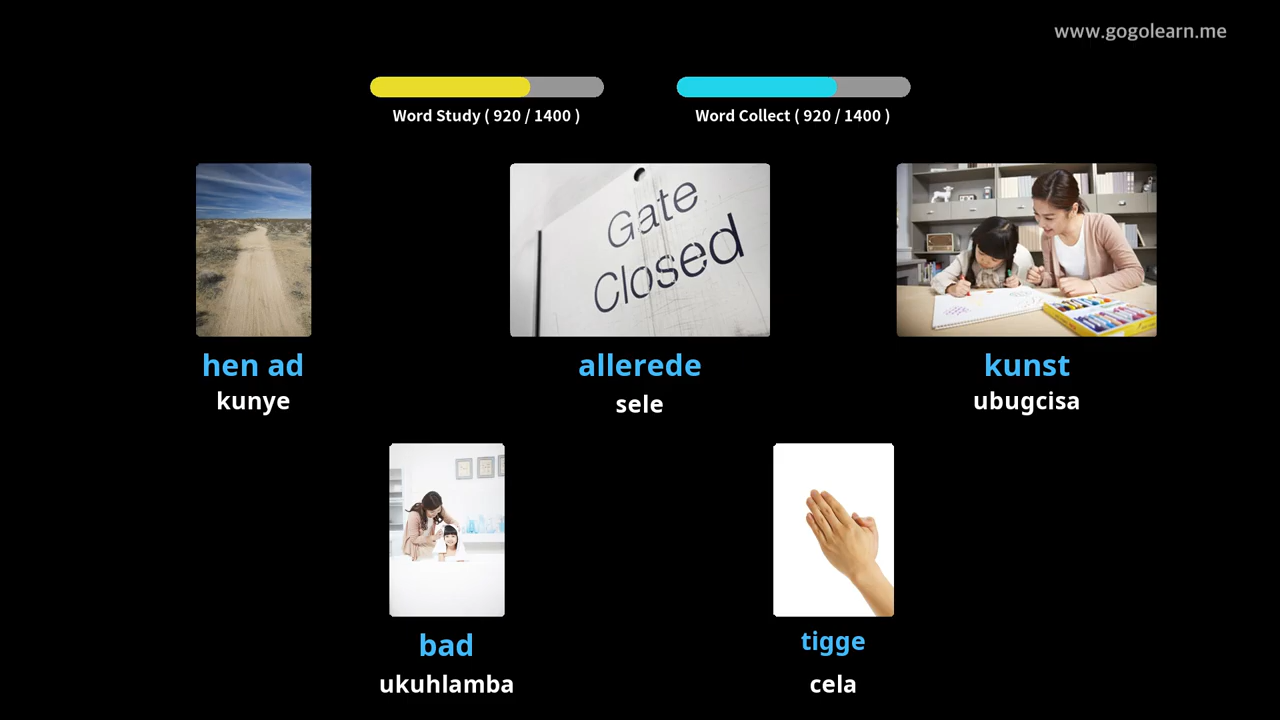 www.gogolearn.me
Word Study ( 920 / 1400 )
Word Collect ( 920 / 1400 )
Gate
Closed
hen ad
kunye
allerede
sele
kunst
ubugcisa
bad
ukuhlamba
tigge
cela